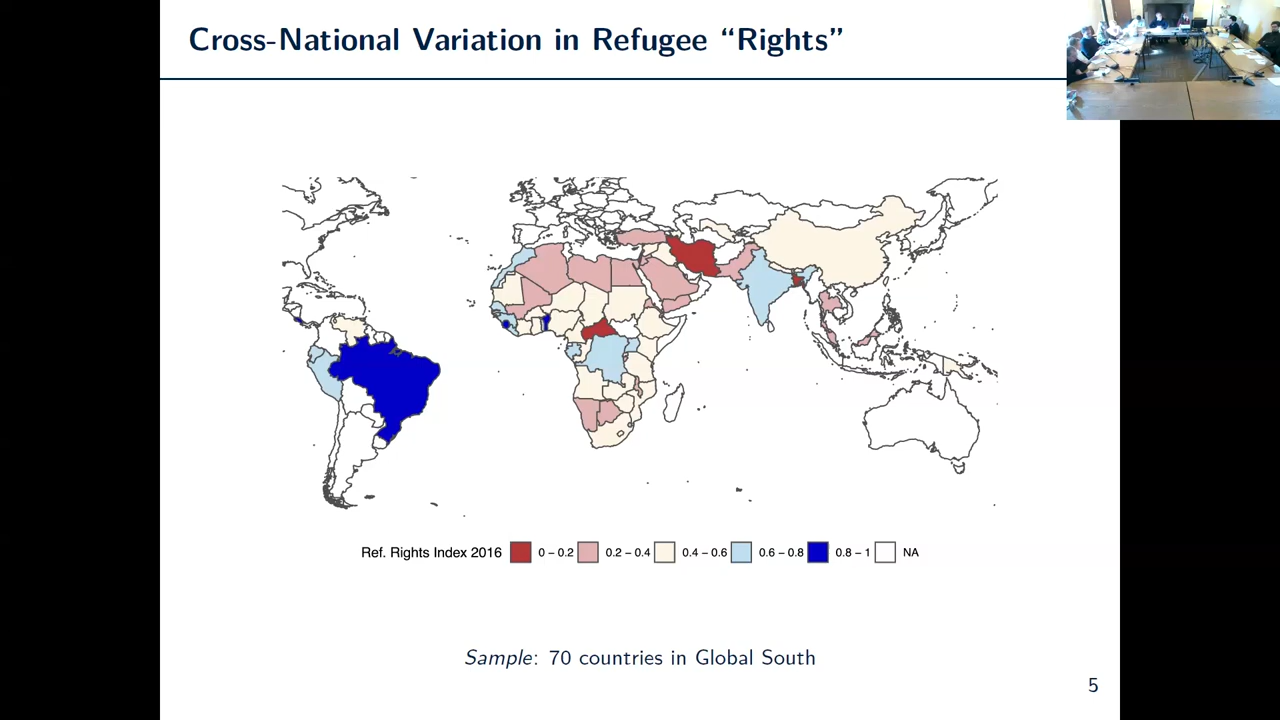 Cross-National Variation in Refugee “Rights”
Ref. Rights Index 2016 0 – 0.2 0.2 – 0.4 0.4 – 0.6 0.6 – 0.8 0.8 – 1 NA
Sample: 70 countries in Global South
5